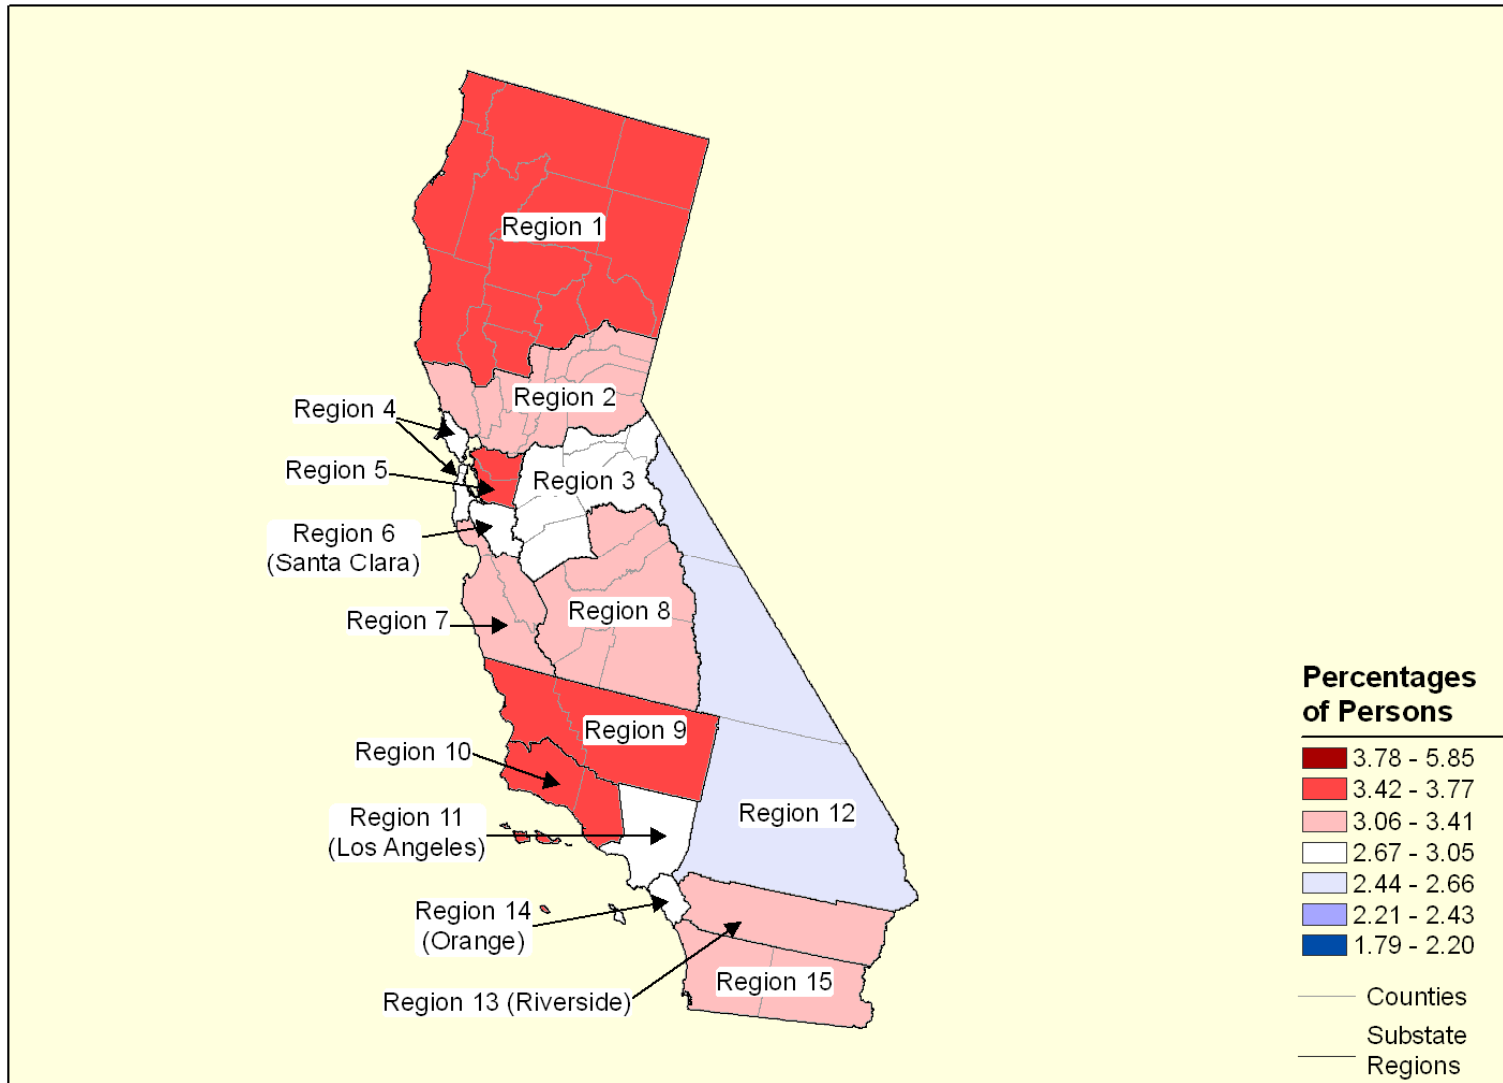 Region 1
Region 2
Region 4
Region 5
Region 3
Region 6
(Santa Clara)
Region 7
Region 8
Region 9
Region 10
Region 11
(Los Angeles)
Region 12
Region 14
(Orange)
Region 13 (Riverside)
Region 15
Percentages
of Persons
3.78 - 5.85
3.42 - 3.77
3.06 - 3.41
2.67 - 3.05
2.44 - 2.66
2.21 - 2.43
1.79 - 2.20
Counties
Substate
Regions